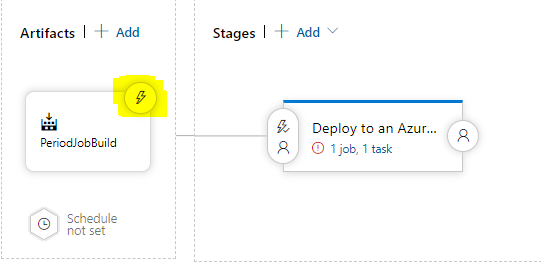 Artifacts | + Add
Stages | + Add
PeriodJobBuild
Deploy to an Azur...
1 job, 1 task
Schedule
not set